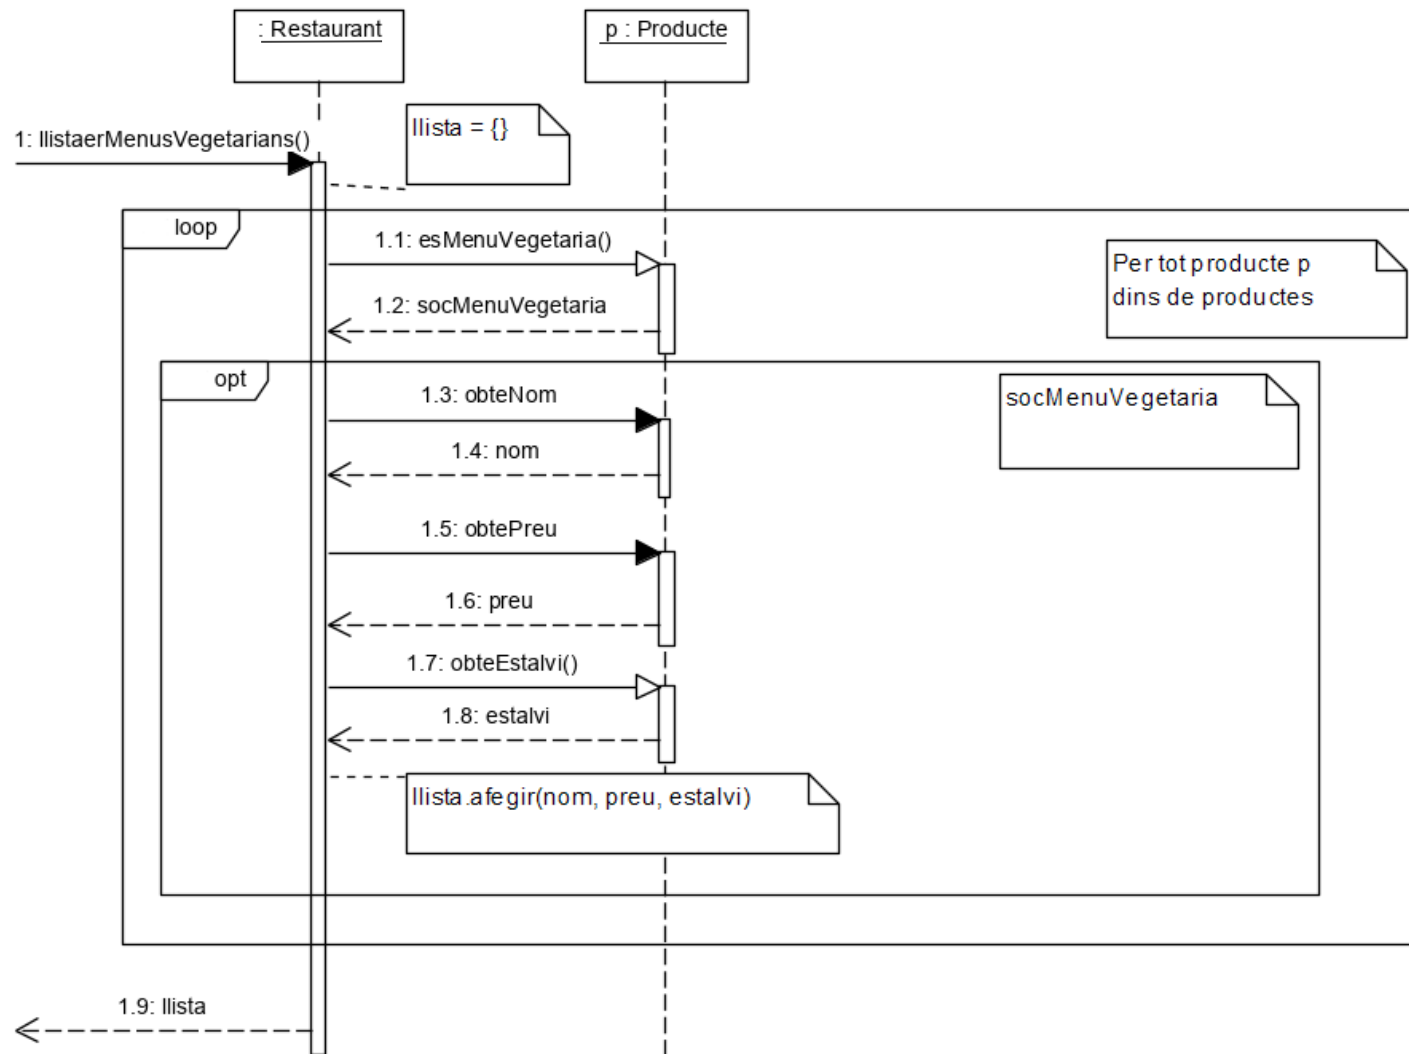 : Restaurant
p : Producte
llista = {}
1: llistaerMenusVegetarians()
loop
1.1: esMenuVegetaria()
Per tot producte p
dins de productes
1.2: socMenuVegetaria
opt
1.3: obteNom
socMenuVegetaria
1.4: nom
1.5: obtePreu
1.6: preu
1.7: obteEstalvi()
1.8: estalvi
llista.afegir(nom, preu, estalvi)
1.9: llista